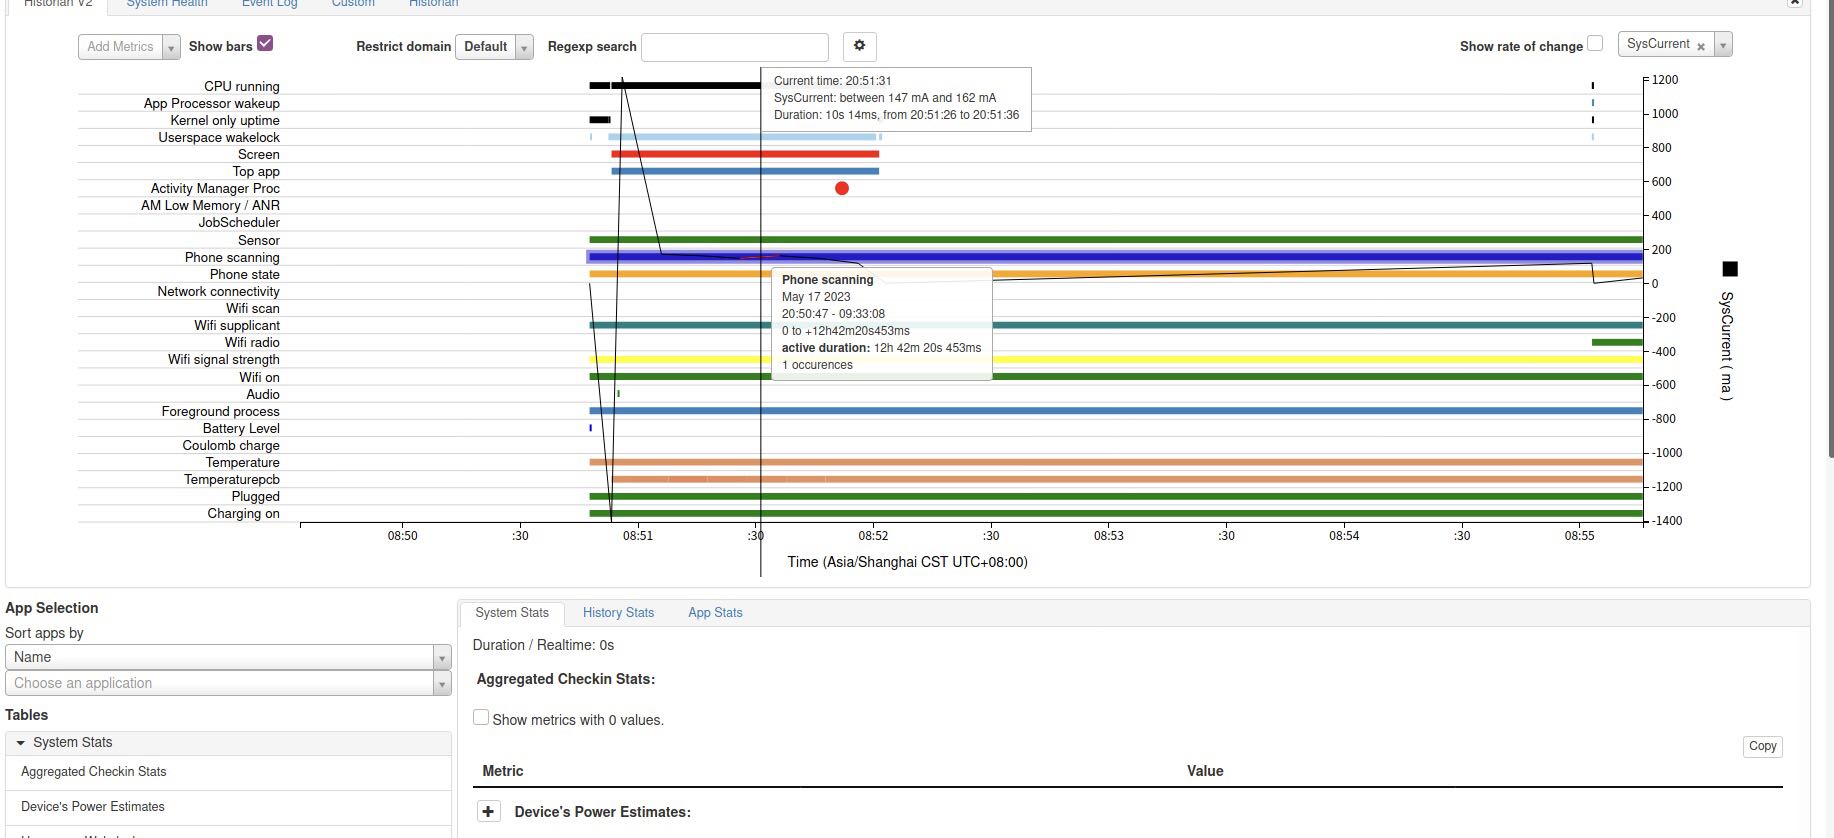 Historian V2 System Health Event Log Custom Historian
Add Metrics Show bars Restrict domain Default Regexp search Show rate of change SysCurrent ×
Current time: 20:51:31
SysCurrent: between 147 mA and 162 mA
Duration: 10s 14ms, from 20:51:26 to 20:51:36
CPU running
App Processor wakeup
Kernel only uptime
Userspace wakelock
Screen
Top app
Activity Manager Proc
AM Low Memory / ANR
JobScheduler
Sensor
Phone scanning
Phone state
Network connectivity
Wifi scan
Wifi supplicant
Wifi radio
Wifi signal strength
Wifi on
Audio
Foreground process
Battery Level
Coulomb charge
Temperature
Temperaturepcb
Plugged
Charging on
Phone scanning
May 17 2023
20:50:47 - 09:33:08
0 to +12h42m20s453ms
active duration: 12h 42m 20s 453ms
1 occurences
1200
1000
800
600
400
200
0
-200
-400
-600
-800
-1000
-1200
-1400
SysCurrent ( ma )
08:50 :30 08:51 :30 08:52 :30 08:53 :30 08:54 :30 08:55
Time (Asia/Shanghai CST UTC+08:00)
App Selection
Sort apps by
Name
Choose an application
Tables
System Stats
Aggregated Checkin Stats
Device's Power Estimates
System Stats History Stats App Stats
Duration / Realtime: 0s
Aggregated Checkin Stats:
Show metrics with 0 values.
Copy
Metric Value
+ Device's Power Estimates: